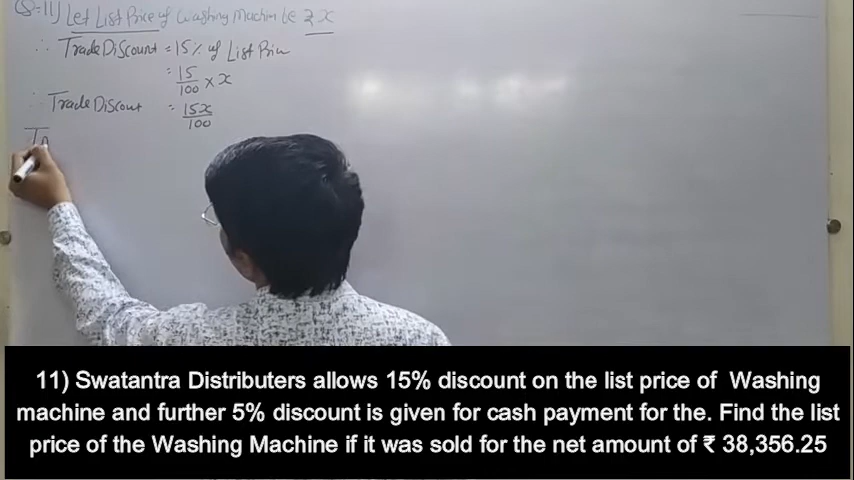 Q-11) Let List Price of Washing Machin be ₹ x
∴ Trade Discount = 15% of List Price
= 15/100 × x
∴ Trade Discount = 15x/100
11) Swatantra Distributers allows 15% discount on the list price of Washing
machine and further 5% discount is given for cash payment for the. Find the list
price of the Washing Machine if it was sold for the net amount of ₹ 38,356.25